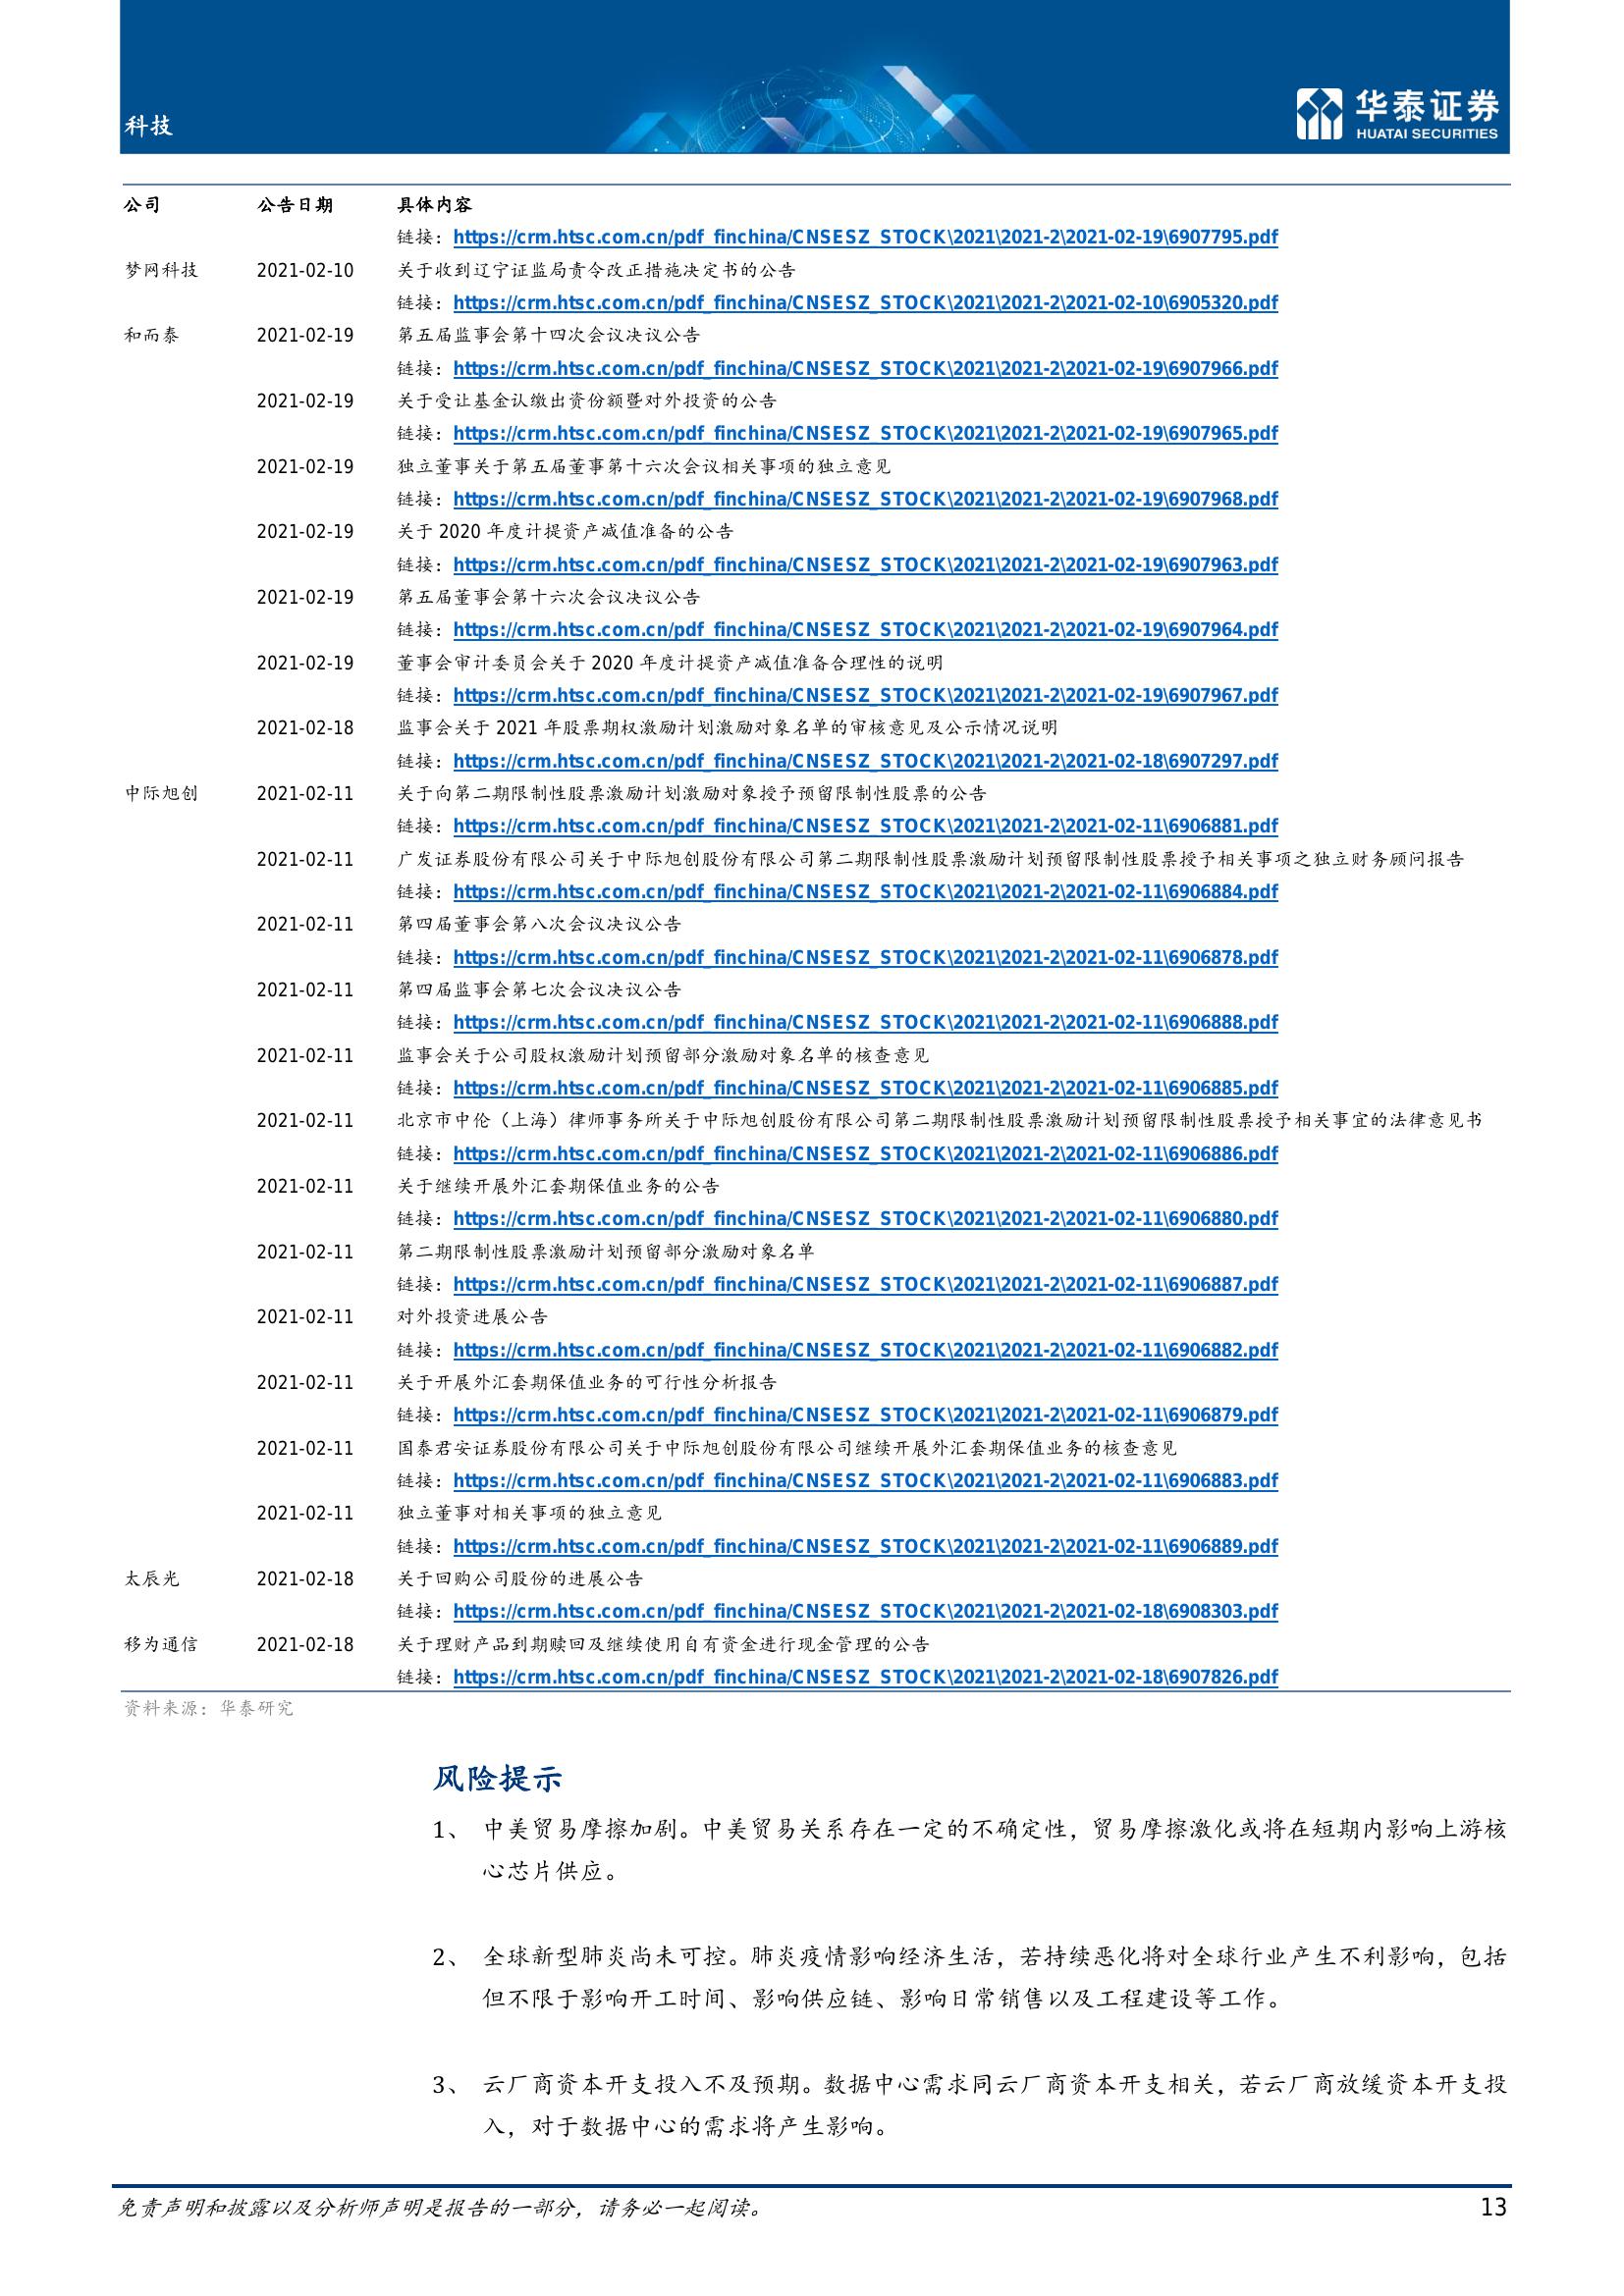 科技
华泰证券
HUATAI SECURITIES
公司 公告日期 具体内容
链接：https://crm.htsc.com.cn/pdf_finchina/CNSESZ_STOCK\2021\2021-2\2021-02-19\6907795.pdf
梦网科技 2021-02-10 关于收到辽宁证监局责令改正措施决定书的公告
链接：https://crm.htsc.com.cn/pdf_finchina/CNSESZ_STOCK\2021\2021-2\2021-02-10\6905320.pdf
和而泰 2021-02-19 第五届监事会第十四次会议决议公告
链接：https://crm.htsc.com.cn/pdf_finchina/CNSESZ_STOCK\2021\2021-2\2021-02-19\6907966.pdf
2021-02-19 关于受让基金认缴出资份额暨对外投资的公告
链接：https://crm.htsc.com.cn/pdf_finchina/CNSESZ_STOCK\2021\2021-2\2021-02-19\6907965.pdf
2021-02-19 独立董事关于第五届董事第十六次会议相关事项的独立意见
链接：https://crm.htsc.com.cn/pdf_finchina/CNSESZ_STOCK\2021\2021-2\2021-02-19\6907968.pdf
2021-02-19 关于 2020 年度计提资产减值准备的公告
链接：https://crm.htsc.com.cn/pdf_finchina/CNSESZ_STOCK\2021\2021-2\2021-02-19\6907963.pdf
2021-02-19 第五届董事会第十六次会议决议公告
链接：https://crm.htsc.com.cn/pdf_finchina/CNSESZ_STOCK\2021\2021-2\2021-02-19\6907964.pdf
2021-02-19 董事会审计委员会关于 2020 年度计提资产减值准备合理性的说明
链接：https://crm.htsc.com.cn/pdf_finchina/CNSESZ_STOCK\2021\2021-2\2021-02-19\6907967.pdf
2021-02-18 监事会关于 2021 年股票期权激励计划激励对象名单的审核意见及公示情况说明
链接：https://crm.htsc.com.cn/pdf_finchina/CNSESZ_STOCK\2021\2021-2\2021-02-18\6907297.pdf
中际旭创 2021-02-11 关于向第二期限制性股票激励计划激励对象授予预留限制性股票的公告
链接：https://crm.htsc.com.cn/pdf_finchina/CNSESZ_STOCK\2021\2021-2\2021-02-11\6906881.pdf
2021-02-11 广发证券股份有限公司关于中际旭创股份有限公司第二期限制性股票激励计划预留限制性股票授予相关事项之独立财务顾问报告
链接：https://crm.htsc.com.cn/pdf_finchina/CNSESZ_STOCK\2021\2021-2\2021-02-11\6906884.pdf
2021-02-11 第四届董事会第八次会议决议公告
链接：https://crm.htsc.com.cn/pdf_finchina/CNSESZ_STOCK\2021\2021-2\2021-02-11\6906878.pdf
2021-02-11 第四届监事会第七次会议决议公告
链接：https://crm.htsc.com.cn/pdf_finchina/CNSESZ_STOCK\2021\2021-2\2021-02-11\6906888.pdf
2021-02-11 监事会关于公司股权激励计划预留部分激励对象名单的核查意见
链接：https://crm.htsc.com.cn/pdf_finchina/CNSESZ_STOCK\2021\2021-2\2021-02-11\6906885.pdf
2021-02-11 北京市中伦（上海）律师事务所关于中际旭创股份有限公司第二期限制性股票激励计划预留限制性股票授予相关事宜的法律意见书
链接：https://crm.htsc.com.cn/pdf_finchina/CNSESZ_STOCK\2021\2021-2\2021-02-11\6906886.pdf
2021-02-11 关于继续开展外汇套期保值业务的公告
链接：https://crm.htsc.com.cn/pdf_finchina/CNSESZ_STOCK\2021\2021-2\2021-02-11\6906880.pdf
2021-02-11 第二期限制性股票激励计划预留部分激励对象名单
链接：https://crm.htsc.com.cn/pdf_finchina/CNSESZ_STOCK\2021\2021-2\2021-02-11\6906887.pdf
2021-02-11 对外投资进展公告
链接：https://crm.htsc.com.cn/pdf_finchina/CNSESZ_STOCK\2021\2021-2\2021-02-11\6906882.pdf
2021-02-11 关于开展外汇套期保值业务的可行性分析报告
链接：https://crm.htsc.com.cn/pdf_finchina/CNSESZ_STOCK\2021\2021-2\2021-02-11\6906879.pdf
2021-02-11 国泰君安证券股份有限公司关于中际旭创股份有限公司继续开展外汇套期保值业务的核查意见
链接：https://crm.htsc.com.cn/pdf_finchina/CNSESZ_STOCK\2021\2021-2\2021-02-11\6906883.pdf
2021-02-11 独立董事对相关事项的独立意见
链接：https://crm.htsc.com.cn/pdf_finchina/CNSESZ_STOCK\2021\2021-2\2021-02-11\6906889.pdf
太辰光 2021-02-18 关于回购公司股份的进展公告
链接：https://crm.htsc.com.cn/pdf_finchina/CNSESZ_STOCK\2021\2021-2\2021-02-18\6908303.pdf
移为通信 2021-02-18 关于理财产品到期赎回及继续使用自有资金进行现金管理的公告
链接：https://crm.htsc.com.cn/pdf_finchina/CNSESZ_STOCK\2021\2021-2\2021-02-18\6907826.pdf
资料来源：华泰研究
风险提示
1、 中美贸易摩擦加剧。中美贸易关系存在一定的不确定性，贸易摩擦激化或将在短期内影响上游核
心芯片供应。
2、 全球新型肺炎尚未可控。肺炎疫情影响经济生活，若持续恶化将对全球行业产生不利影响，包括
但不限于影响开工时间、影响供应链、影响日常销售以及工程建设等工作。
3、 云厂商资本开支投入不及预期。数据中心需求同云厂商资本开支相关，若云厂商放缓资本开支投
入，对于数据中心的需求将产生影响。
免责声明和披露以及分析师声明是报告的一部分，请务必一起阅读。 13